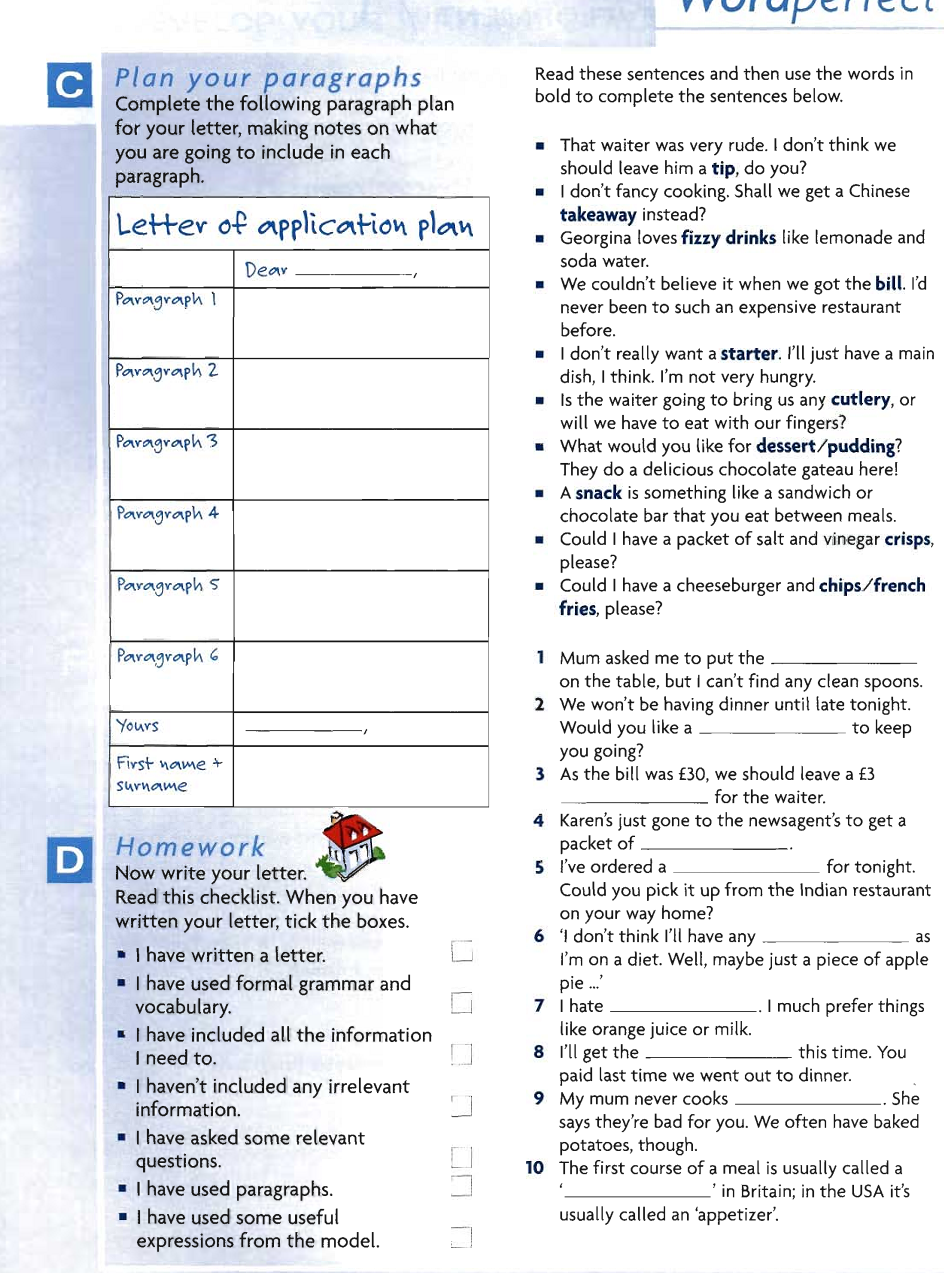 Wordperfect
C
Plan your paragraphs
Complete the following paragraph plan
for your letter, making notes on what
you are going to include in each
paragraph.
Letter of application plan
Dear ____________,
Paragraph 1
Paragraph 2
Paragraph 3
Paragraph 4
Paragraph 5
Paragraph 6
Yours ____________,
First name +
surname
D
Homework
Now write your letter.
Read this checklist. When you have
written your letter, tick the boxes.
▪ I have written a letter.
▪ I have used formal grammar and
vocabulary.
▪ I have included all the information
I need to.
▪ I haven't included any irrelevant
information.
▪ I have asked some relevant
questions.
▪ I have used paragraphs.
▪ I have used some useful
expressions from the model.
Read these sentences and then use the words in
bold to complete the sentences below.
▪ That waiter was very rude. I don't think we
should leave him a tip, do you?
▪ I don't fancy cooking. Shall we get a Chinese
takeaway instead?
▪ Georgina loves fizzy drinks like lemonade and
soda water.
▪ We couldn't believe it when we got the bill. I'd
never been to such an expensive restaurant
before.
▪ I don't really want a starter. I'll just have a main
dish, I think. I'm not very hungry.
▪ Is the waiter going to bring us any cutlery, or
will we have to eat with our fingers?
▪ What would you like for dessert/pudding?
They do a delicious chocolate gateau here!
▪ A snack is something like a sandwich or
chocolate bar that you eat between meals.
▪ Could I have a packet of salt and vinegar crisps,
please?
▪ Could I have a cheeseburger and chips/french
fries, please?
1 Mum asked me to put the ____________
on the table, but I can't find any clean spoons.
2 We won't be having dinner until late tonight.
Would you like a ____________ to keep
you going?
3 As the bill was £30, we should leave a £3
____________ for the waiter.
4 Karen's just gone to the newsagent's to get a
packet of ____________.
5 I've ordered a ____________ for tonight.
Could you pick it up from the Indian restaurant
on your way home?
6 'I don't think I'll have any ____________ as
I'm on a diet. Well, maybe just a piece of apple
pie ...'
7 I hate ____________. I much prefer things
like orange juice or milk.
8 I'll get the ____________ this time. You
paid last time we went out to dinner.
9 My mum never cooks ____________. She
says they're bad for you. We often have baked
potatoes, though.
10 The first course of a meal is usually called a
'____________' in Britain; in the USA it's
usually called an 'appetizer'.